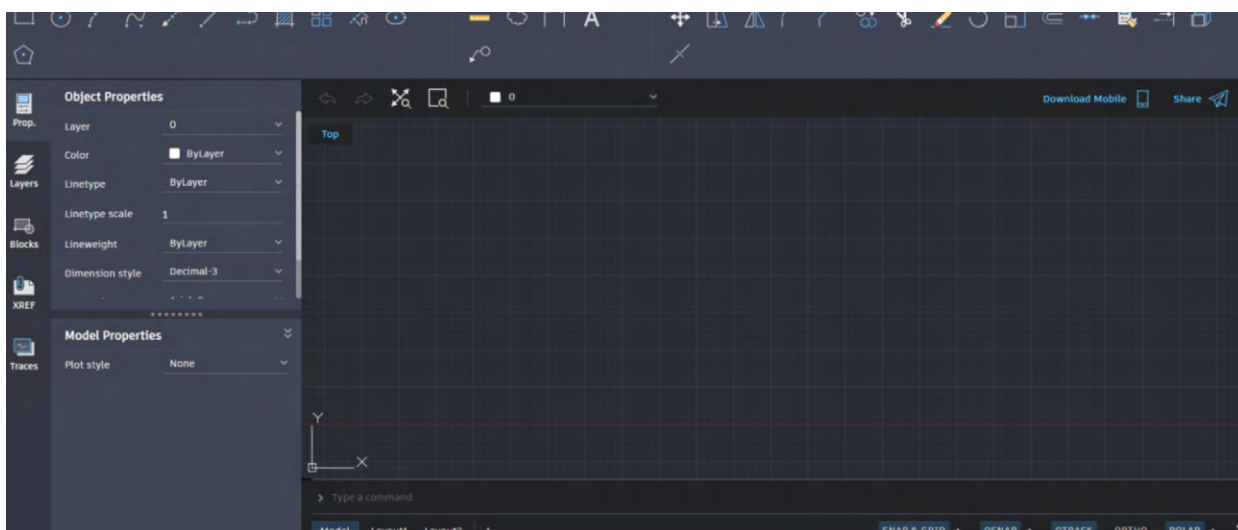 A
Object Properties
0
Download Mobile
Share
Prop.
Layer 0
Top
Color ByLayer
Layers
Linetype ByLayer
Linetype scale 1
Blocks
Lineweight ByLayer
Dimension style Decimal-3
XREF
Model Properties
Traces
Plot style None
Y
X
Type a command
Model Layout1 Layout2 SNAP & GRID OSNAP OTRACK ORTHO POLAR